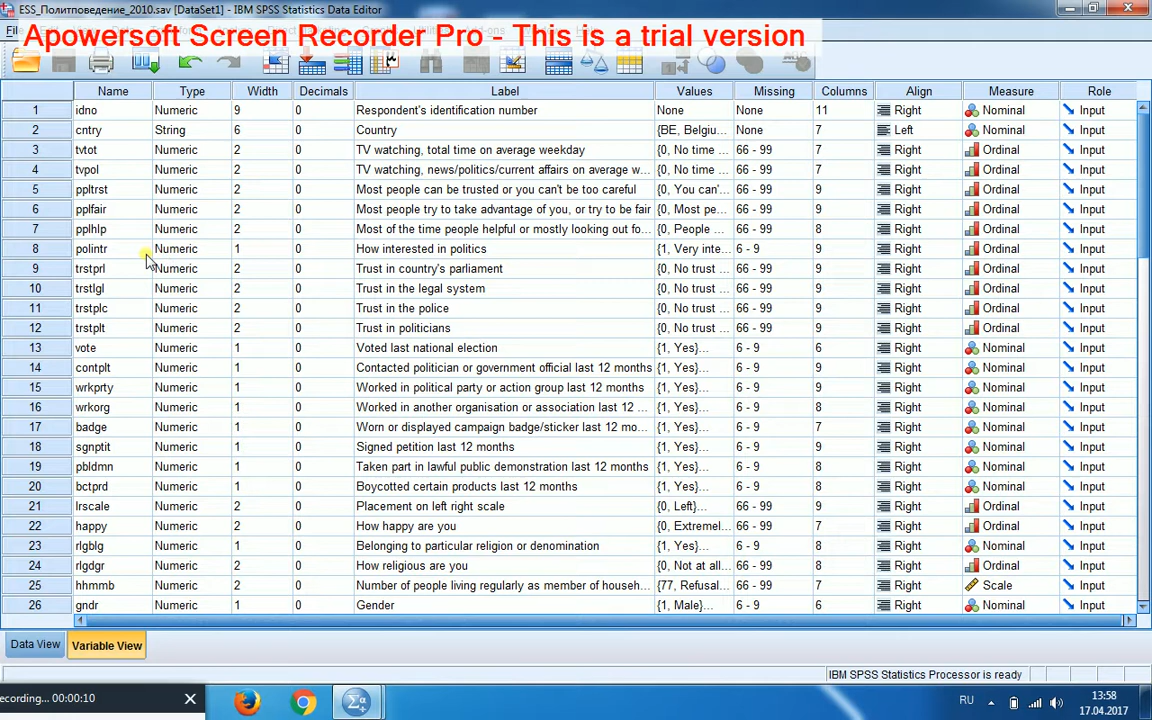 ESS_Политповедение_2010.sav [DataSet1] - IBM SPSS Statistics Data Editor
Apowersoft Screen Recorder Pro - This is a trial version
Name Type Width Decimals Label Values Missing Columns Align Measure Role
1 idno Numeric 9 0 Respondent's identification number None None 11 Right Nominal Input
2 cntry String 6 0 Country {BE, Belgiu... None 7 Left Nominal Input
3 tvtot Numeric 2 0 TV watching, total time on average weekday {0, No time ... 66 - 99 7 Right Ordinal Input
4 tvpol Numeric 2 0 TV watching, news/politics/current affairs on average w... {0, No time ... 66 - 99 7 Right Ordinal Input
5 ppltrst Numeric 2 0 Most people can be trusted or you can't be too careful {0, You can'... 66 - 99 9 Right Ordinal Input
6 pplfair Numeric 2 0 Most people try to take advantage of you, or try to be fair {0, Most pe... 66 - 99 9 Right Ordinal Input
7 pplhlp Numeric 2 0 Most of the time people helpful or mostly looking out fo... {0, People ... 66 - 99 8 Right Ordinal Input
8 polintr Numeric 1 0 How interested in politics {1, Very inte... 6 - 9 9 Right Ordinal Input
9 trstprl Numeric 2 0 Trust in country's parliament {0, No trust ... 66 - 99 9 Right Ordinal Input
10 trstlgl Numeric 2 0 Trust in the legal system {0, No trust ... 66 - 99 9 Right Ordinal Input
11 trstplc Numeric 2 0 Trust in the police {0, No trust ... 66 - 99 9 Right Ordinal Input
12 trstplt Numeric 2 0 Trust in politicians {0, No trust ... 66 - 99 9 Right Ordinal Input
13 vote Numeric 1 0 Voted last national election {1, Yes}... 6 - 9 6 Right Nominal Input
14 contplt Numeric 1 0 Contacted politician or government official last 12 months {1, Yes}... 6 - 9 9 Right Nominal Input
15 wrkprty Numeric 1 0 Worked in political party or action group last 12 months {1, Yes}... 6 - 9 9 Right Nominal Input
16 wrkorg Numeric 1 0 Worked in another organisation or association last 12 ... {1, Yes}... 6 - 9 8 Right Nominal Input
17 badge Numeric 1 0 Worn or displayed campaign badge/sticker last 12 mo... {1, Yes}... 6 - 9 7 Right Nominal Input
18 sgnptit Numeric 1 0 Signed petition last 12 months {1, Yes}... 6 - 9 9 Right Nominal Input
19 pbldmn Numeric 1 0 Taken part in lawful public demonstration last 12 months {1, Yes}... 6 - 9 8 Right Nominal Input
20 bctprd Numeric 1 0 Boycotted certain products last 12 months {1, Yes}... 6 - 9 8 Right Nominal Input
21 lrscale Numeric 2 0 Placement on left right scale {0, Left}... 66 - 99 9 Right Ordinal Input
22 happy Numeric 2 0 How happy are you {0, Extremel... 66 - 99 7 Right Ordinal Input
23 rlgblg Numeric 1 0 Belonging to particular religion or denomination {1, Yes}... 6 - 9 8 Right Nominal Input
24 rlgdgr Numeric 2 0 How religious are you {0, Not at all... 66 - 99 8 Right Ordinal Input
25 hhmmb Numeric 2 0 Number of people living regularly as member of househ... {77, Refusal... 66 - 99 7 Right Scale Input
26 gndr Numeric 1 0 Gender {1, Male}... 6 - 9 6 Right Nominal Input
Data View Variable View
IBM SPSS Statistics Processor is ready
ecording... 00:00:10
RU
13:58
17.04.2017